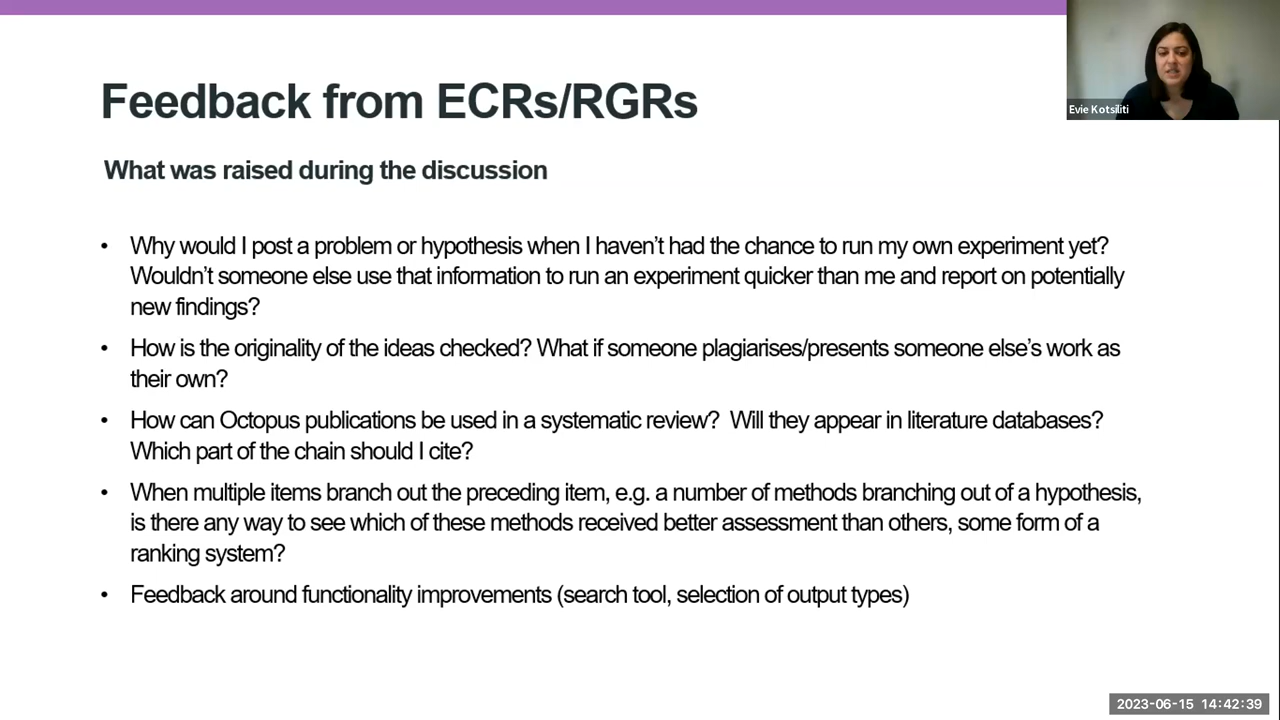 Feedback from ECRs/RGRs
Evie Kotsiliti
What was raised during the discussion
• Why would I post a problem or hypothesis when I haven't had the chance to run my own experiment yet?
Wouldn't someone else use that information to run an experiment quicker than me and report on potentially
new findings?
• How is the originality of the ideas checked? What if someone plagiarises/presents someone else's work as
their own?
• How can Octopus publications be used in a systematic review?  Will they appear in literature databases?
Which part of the chain should I cite?
• When multiple items branch out the preceding item, e.g. a number of methods branching out of a hypothesis,
is there any way to see which of these methods received better assessment than others, some form of a
ranking system?
• Feedback around functionality improvements (search tool, selection of output types)
2023-06-15 14:42:39